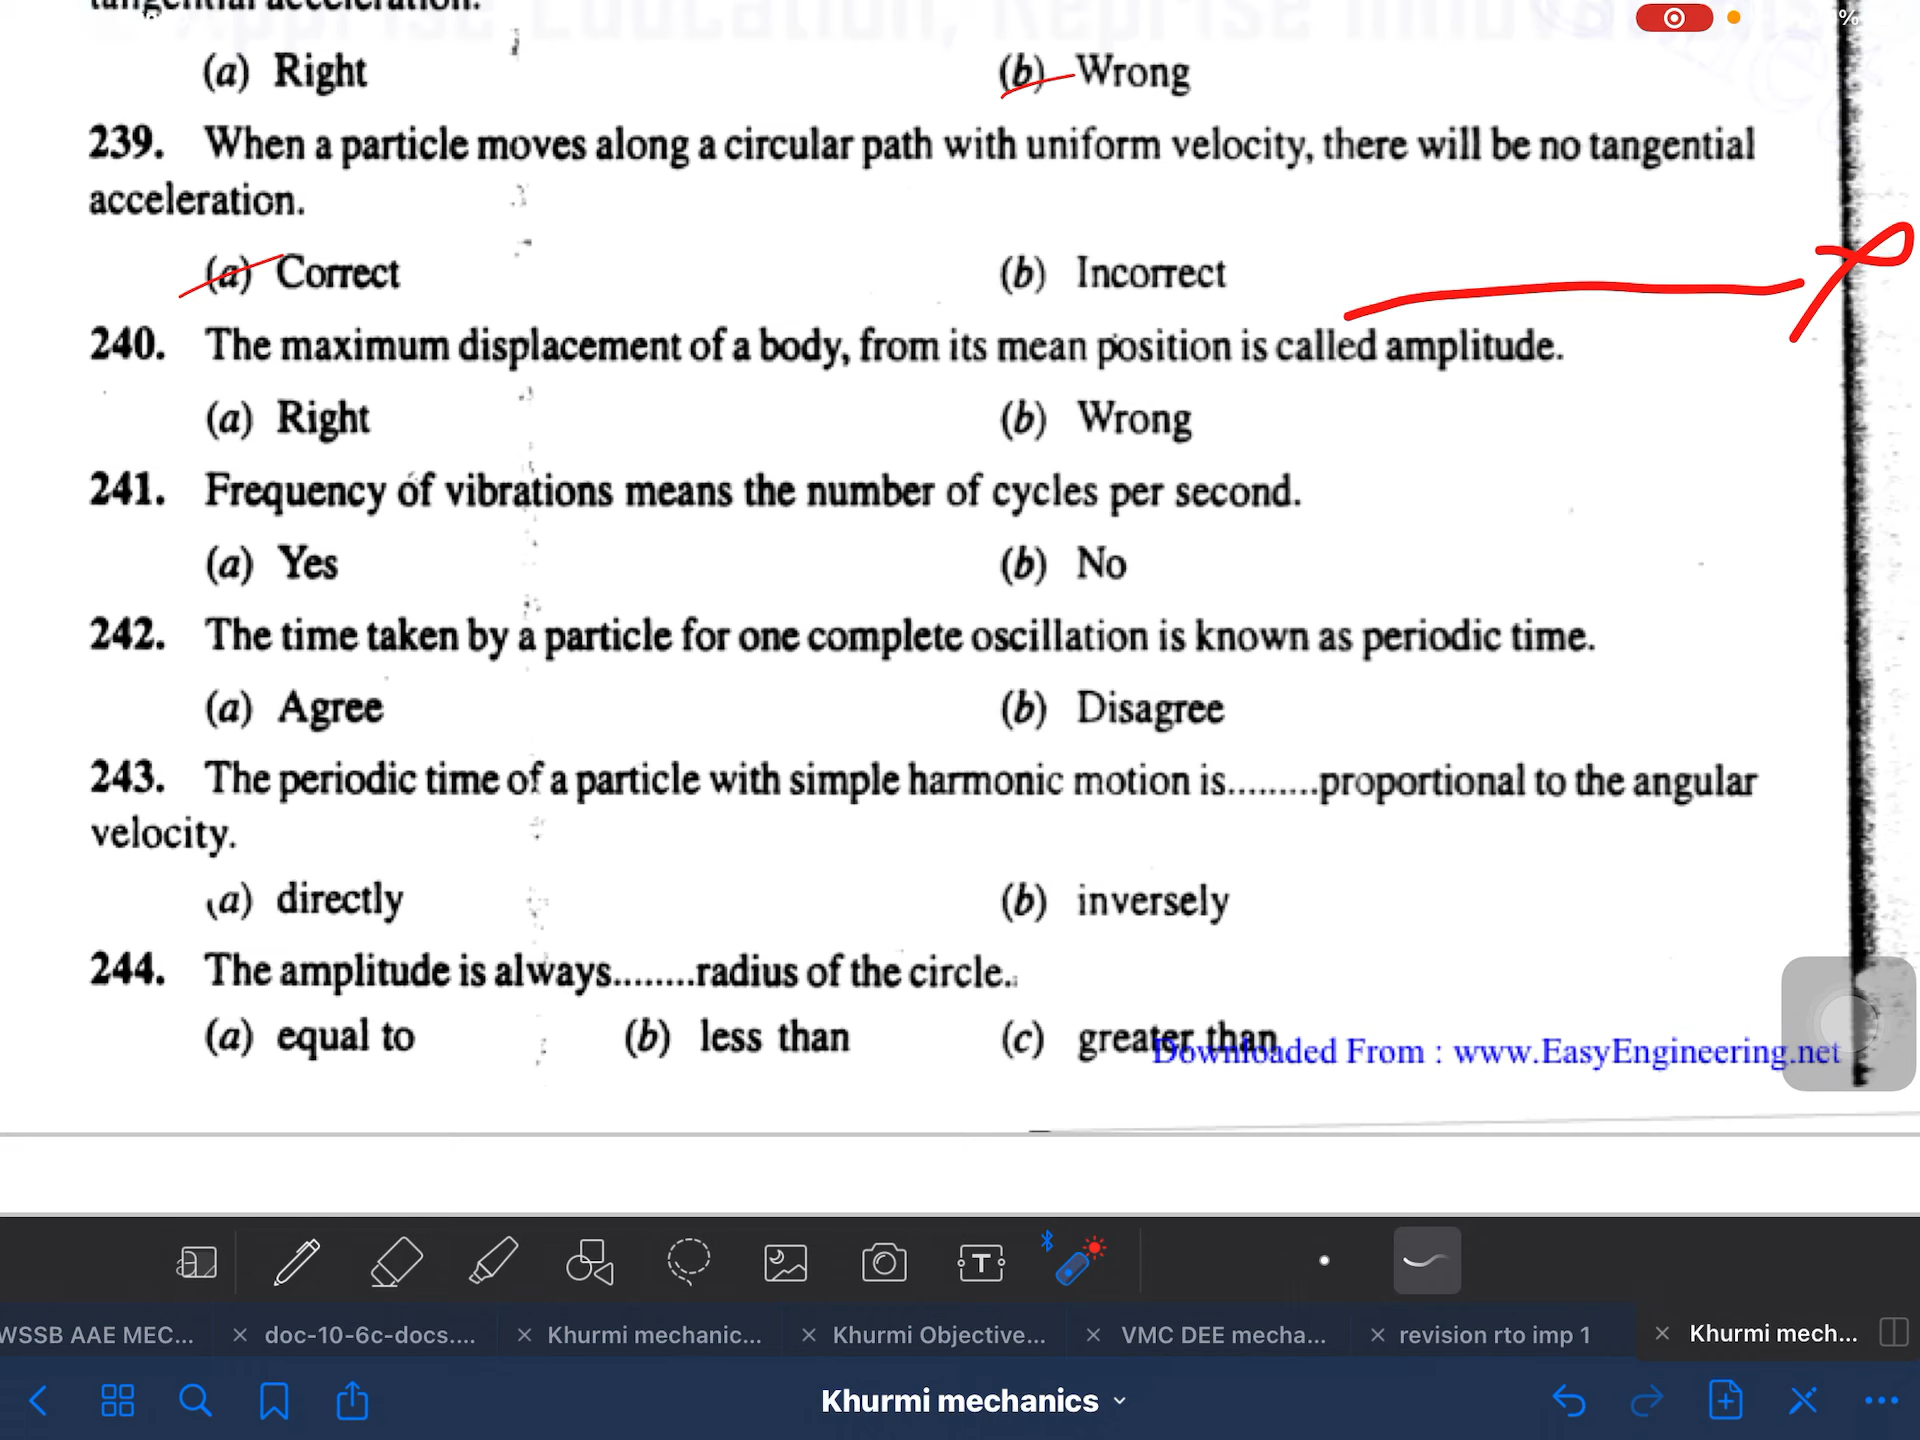 tangential acceleration.
(a) Right (b) Wrong
239. When a particle moves along a circular path with uniform velocity, there will be no tangential
acceleration.
(a) Correct (b) Incorrect
240. The maximum displacement of a body, from its mean position is called amplitude.
(a) Right (b) Wrong
241. Frequency of vibrations means the number of cycles per second.
(a) Yes (b) No
242. The time taken by a particle for one complete oscillation is known as periodic time.
(a) Agree (b) Disagree
243. The periodic time of a particle with simple harmonic motion is.........proportional to the angular
velocity.
(a) directly (b) inversely
244. The amplitude is always........radius of the circle.
(a) equal to (b) less than (c) greater than
Downloaded From : www.EasyEngineering.net
WSSB AAE MEC... × doc-10-6c-docs.... × Khurmi mechanic... × Khurmi Objective... × VMC DEE mecha... × revision rto imp 1 × Khurmi mech...
Khurmi mechanics